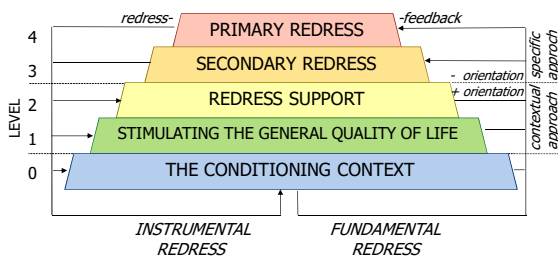 redress- -feedback
4 PRIMARY REDRESS
3 SECONDARY REDRESS
- orientation
2 REDRESS SUPPORT
+ orientation
1 STIMULATING THE GENERAL QUALITY OF LIFE
0 THE CONDITIONING CONTEXT
LEVEL
specific
approch
contextual
approach
INSTRUMENTAL
REDRESS
FUNDAMENTAL
REDRESS